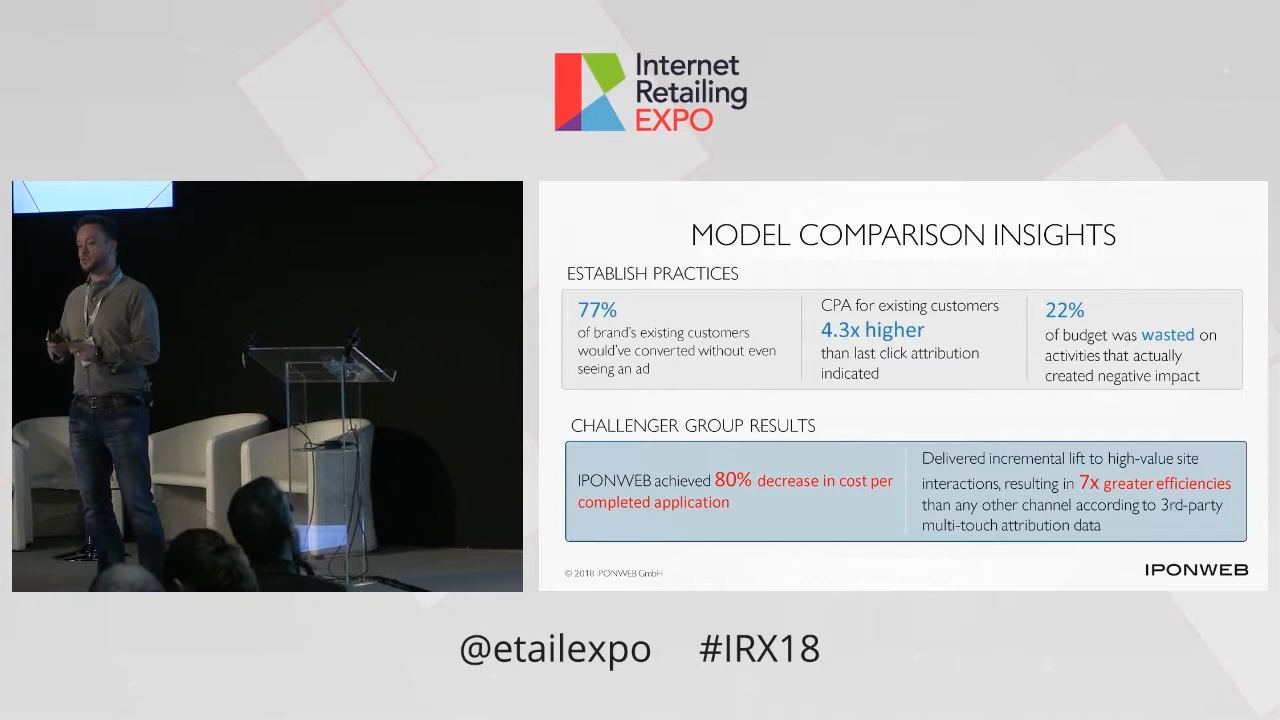 Internet
Retailing
EXPO
MODEL COMPARISON INSIGHTS
ESTABLISH PRACTICES
77%
of brand's existing customers
would've converted without even
seeing an ad
CPA for existing customers
4.3x higher
than last click attribution
indicated
22%
of budget was wasted on
activities that actually
created negative impact
CHALLENGER GROUP RESULTS
IPONWEB achieved 80% decrease in cost per
completed application
Delivered incremental lift to high-value site
interactions, resulting in 7x greater efficiencies
than any other channel according to 3rd-party
multi-touch attribution data
© 2018 IPONWEB GmbH
IPONWEB
@etailexpo #IRX18